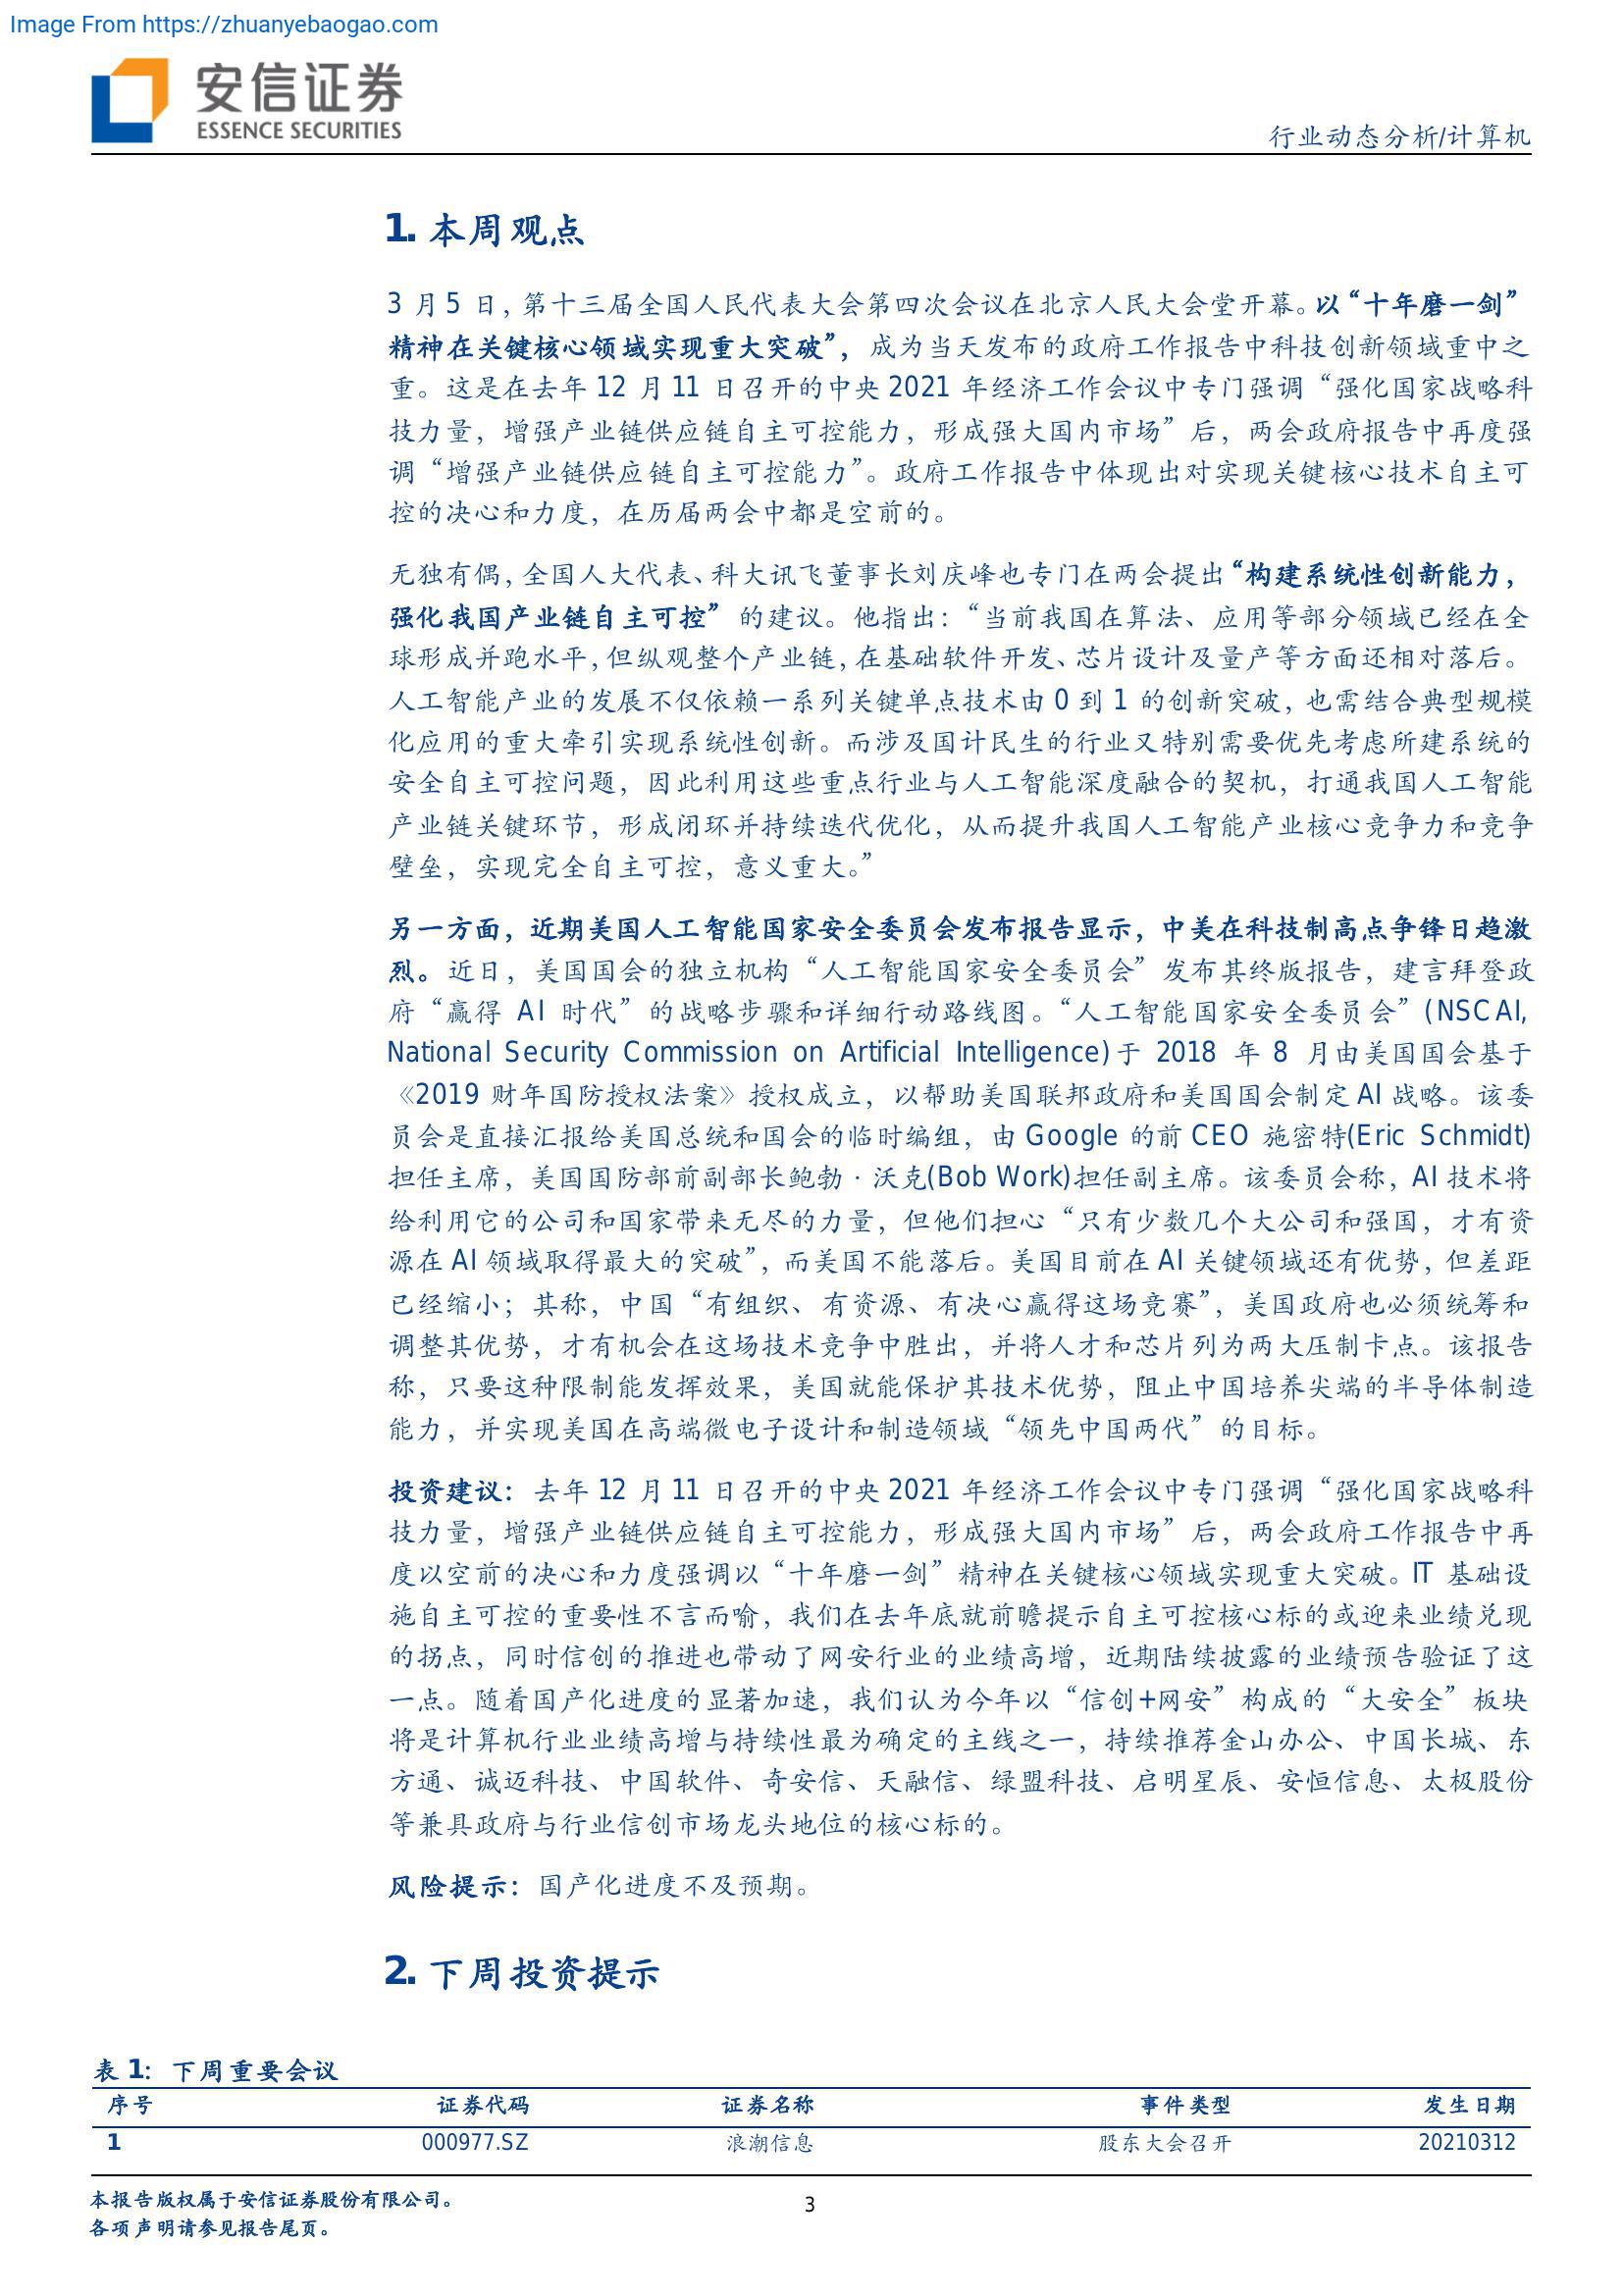 Image From https://zhuanyebaogao.com
安信证券
ESSENCE SECURITIES
行业动态分析/计算机
1. 本周观点
3 月 5 日，第十三届全国人民代表大会第四次会议在北京人民大会堂开幕。以“十年磨一剑”
精神在关键核心领域实现重大突破”，成为当天发布的政府工作报告中科技创新领域重中之
重。这是在去年 12 月 11 日召开的中央 2021 年经济工作会议中专门强调“强化国家战略科
技力量，增强产业链供应链自主可控能力，形成强大国内市场”后，两会政府报告中再度强
调“增强产业链供应链自主可控能力”。政府工作报告中体现出对实现关键核心技术自主可
控的决心和力度，在历届两会中都是空前的。
无独有偶，全国人大代表、科大讯飞董事长刘庆峰也专门在两会提出“构建系统性创新能力，
强化我国产业链自主可控”的建议。他指出：“当前我国在算法、应用等部分领域已经在全
球形成并跑水平，但纵观整个产业链，在基础软件开发、芯片设计及量产等方面还相对落后。
人工智能产业的发展不仅依赖一系列关键单点技术由 0 到 1 的创新突破，也需结合典型规模
化应用的重大牵引实现系统性创新。而涉及国计民生的行业又特别需要优先考虑所建系统的
安全自主可控问题，因此利用这些重点行业与人工智能深度融合的契机，打通我国人工智能
产业链关键环节，形成闭环并持续迭代优化，从而提升我国人工智能产业核心竞争力和竞争
壁垒，实现完全自主可控，意义重大。”
另一方面，近期美国人工智能国家安全委员会发布报告显示，中美在科技制高点争锋日趋激
烈。近日，美国国会的独立机构“人工智能国家安全委员会”发布其终版报告，建言拜登政
府“赢得 AI 时代”的战略步骤和详细行动路线图。“人工智能国家安全委员会”(NSCAI,
National Security Commission on Artificial Intelligence)于 2018 年 8 月由美国国会基于
《2019 财年国防授权法案》授权成立，以帮助美国联邦政府和美国国会制定 AI 战略。该委
员会是直接汇报给美国总统和国会的临时编组，由 Google 的前 CEO 施密特(Eric Schmidt)
担任主席，美国国防部前副部长鲍勃·沃克(Bob Work)担任副主席。该委员会称，AI 技术将
给利用它的公司和国家带来无尽的力量，但他们担心“只有少数几个大公司和强国，才有资
源在 AI 领域取得最大的突破”，而美国不能落后。美国目前在 AI 关键领域还有优势，但差距
已经缩小；其称，中国“有组织、有资源、有决心赢得这场竞赛”，美国政府也必须统筹和
调整其优势，才有机会在这场技术竞争中胜出，并将人才和芯片列为两大压制卡点。该报告
称，只要这种限制能发挥效果，美国就能保护其技术优势，阻止中国培养尖端的半导体制造
能力，并实现美国在高端微电子设计和制造领域“领先中国两代”的目标。
投资建议：去年 12 月 11 日召开的中央 2021 年经济工作会议中专门强调“强化国家战略科
技力量，增强产业链供应链自主可控能力，形成强大国内市场”后，两会政府工作报告中再
度以空前的决心和力度强调以“十年磨一剑”精神在关键核心领域实现重大突破。IT 基础设
施自主可控的重要性不言而喻，我们在去年底就前瞻提示自主可控核心标的或迎来业绩兑现
的拐点，同时信创的推进也带动了网安行业的业绩高增，近期陆续披露的业绩预告验证了这
一点。随着国产化进度的显著加速，我们认为今年以“信创+网安”构成的“大安全”板块
将是计算机行业业绩高增与持续性最为确定的主线之一，持续推荐金山办公、中国长城、东
方通、诚迈科技、中国软件、奇安信、天融信、绿盟科技、启明星辰、安恒信息、太极股份
等兼具政府与行业信创市场龙头地位的核心标的。
风险提示：国产化进度不及预期。
2. 下周投资提示
表 1：下周重要会议
序号 证券代码 证券名称 事件类型 发生日期
1 000977.SZ 浪潮信息 股东大会召开 20210312
本报告版权属于安信证券股份有限公司。
各项声明请参见报告尾页。
3